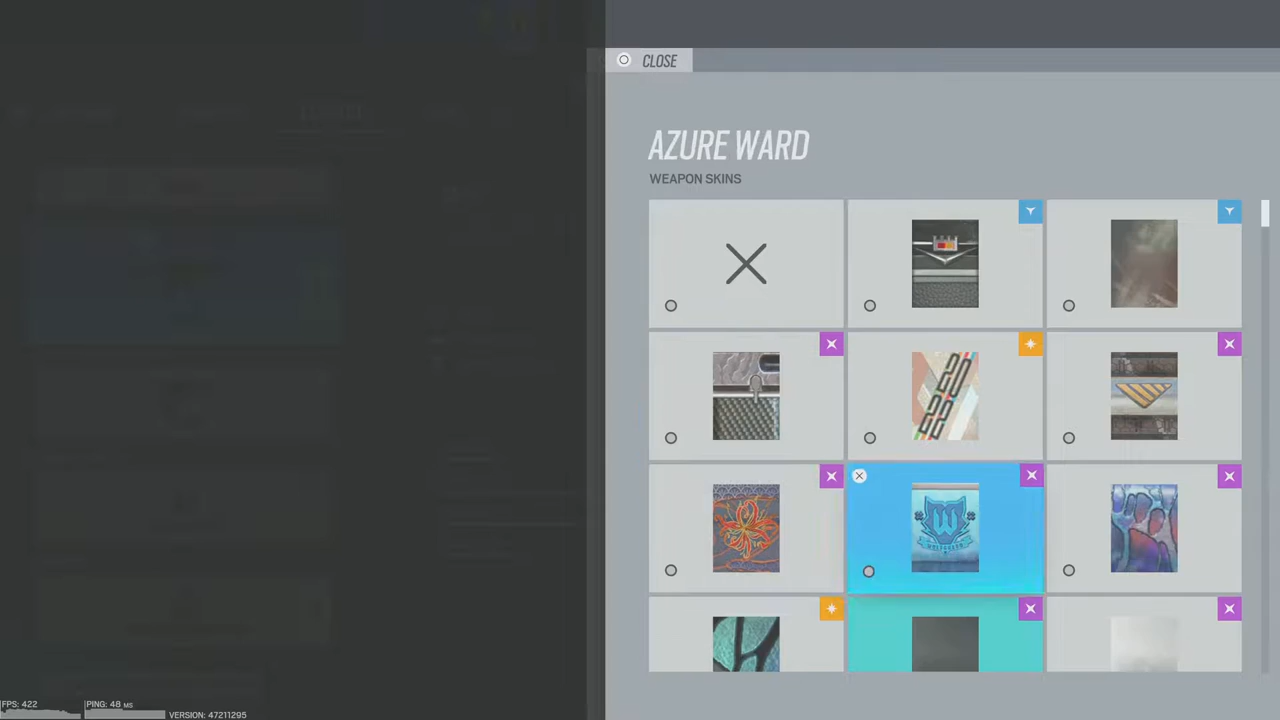 CLOSE
AZURE WARD
WEAPON SKINS
W
FPS: 422
PING: 48 MS
VERSION: 47211295